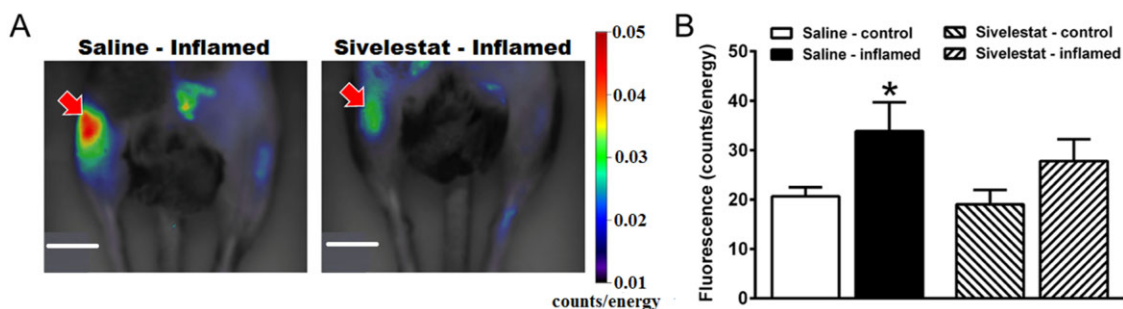 A
Saline - Inflamed
Sivelestat - Inflamed
0.05
0.04
0.03
0.02
0.01
counts/energy
B
Saline - control
Saline - inflamed
Sivelestat - control
Sivelestat - inflamed
Fluorescence (counts/energy)
50
40
30
20
10
0
*